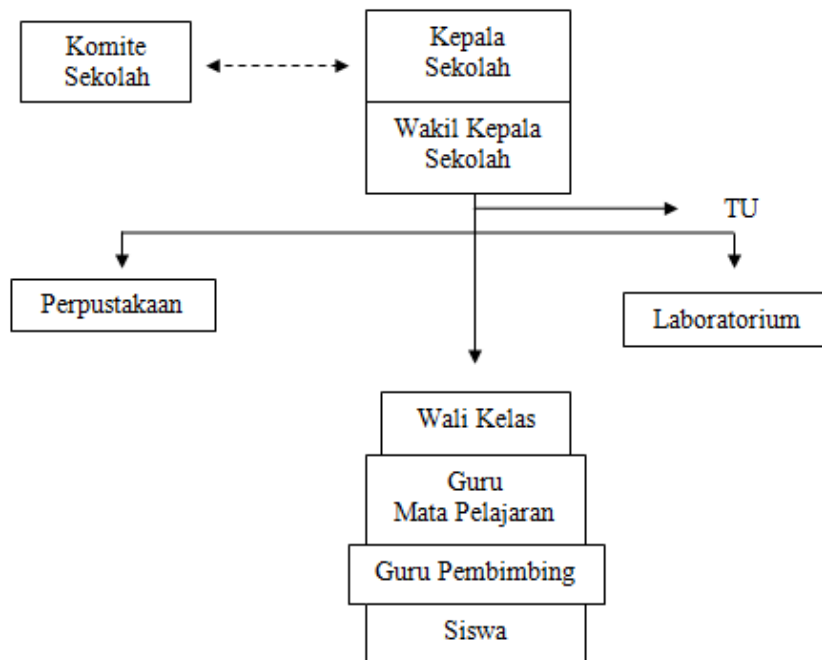 Komite
Sekolah
Kepala
Sekolah
Wakil Kepala
Sekolah
TU
Perpustakaan
Laboratorium
Wali Kelas
Guru
Mata Pelajaran
Guru Pembimbing
Siswa